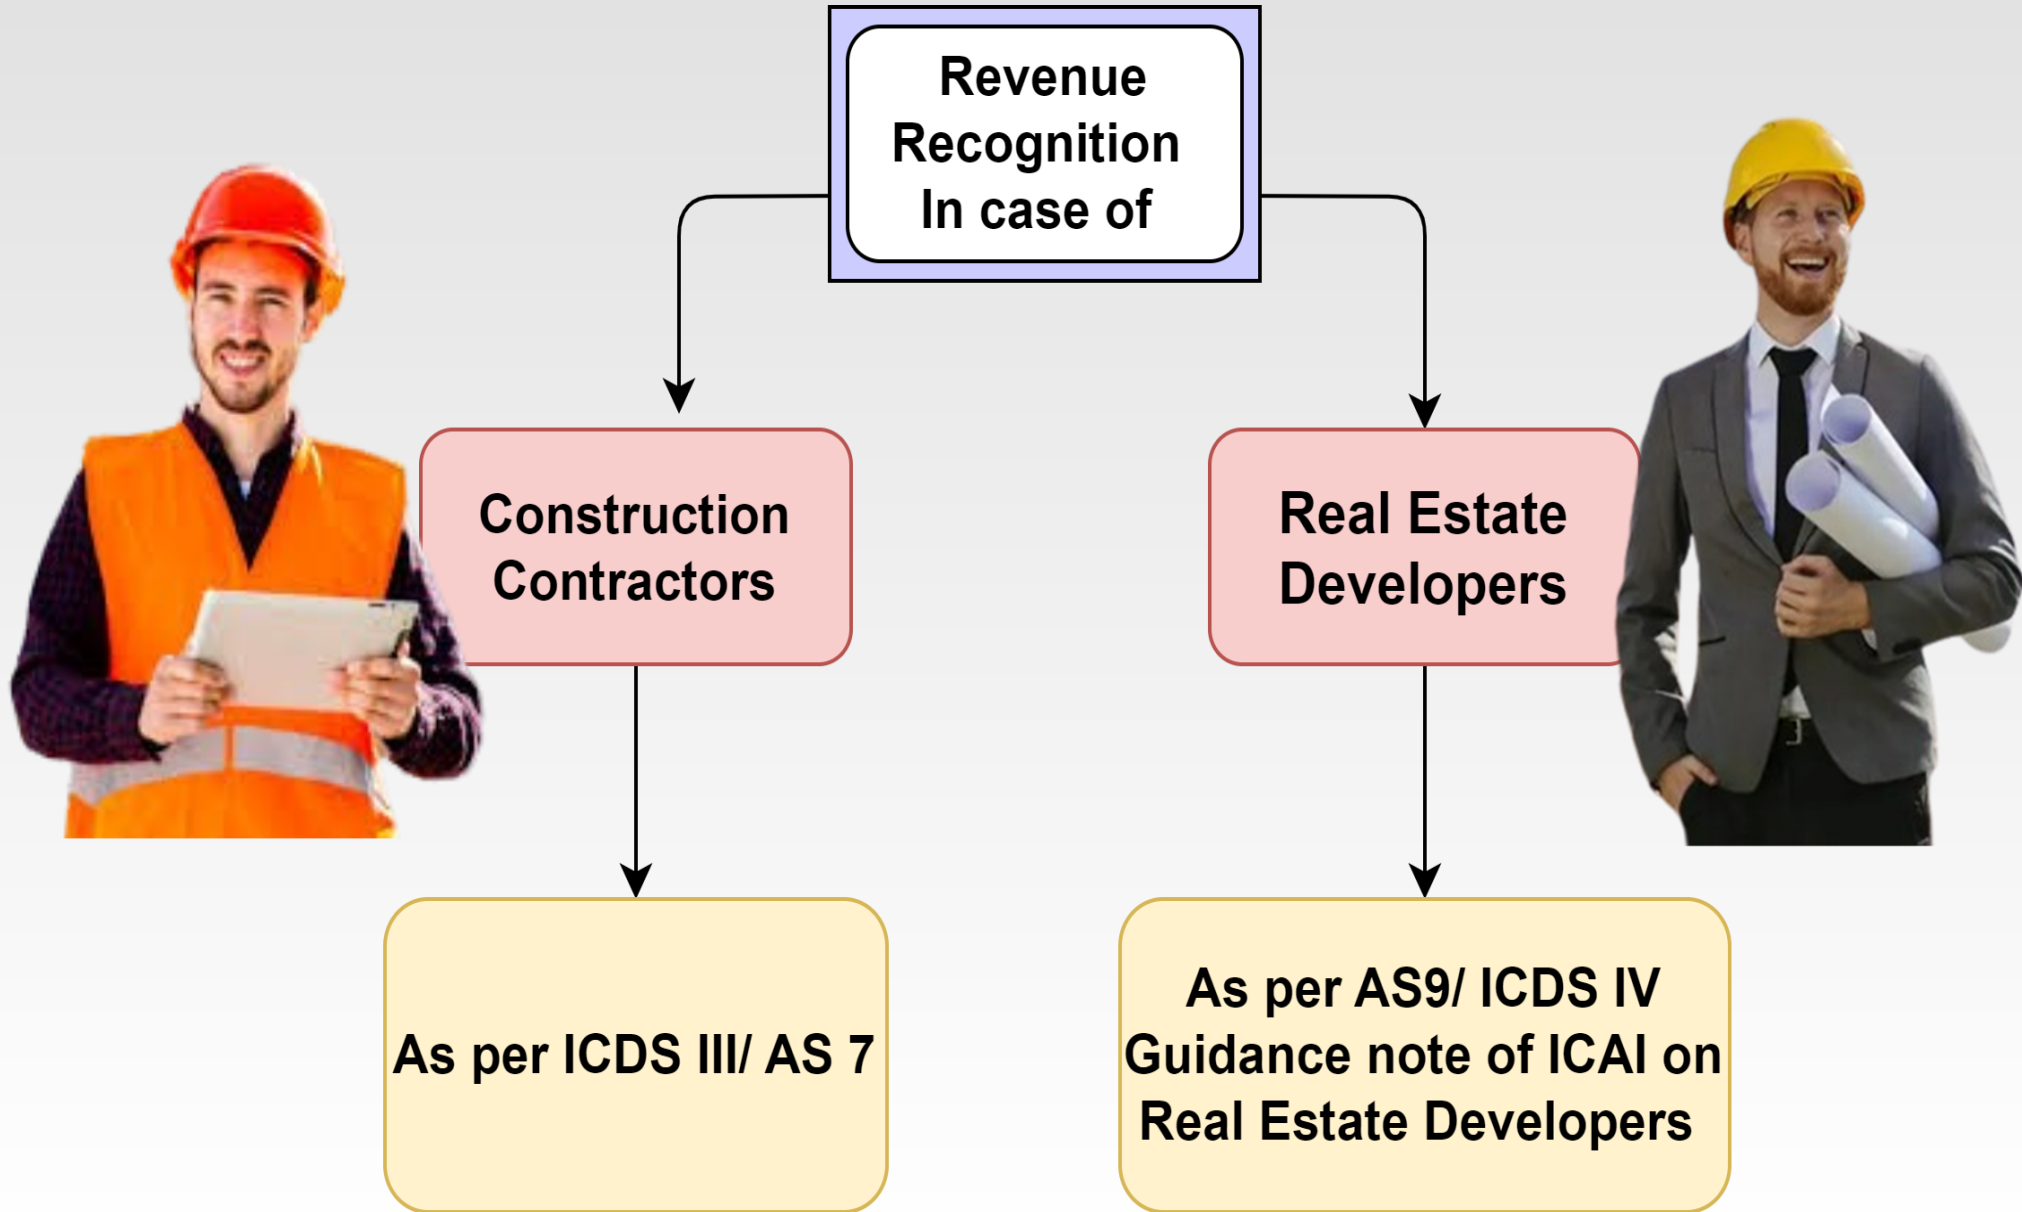 Revenue
Recognition
In case of
Construction
Contractors
Real Estate
Developers
As per ICDS III/ AS 7
As per AS9/ ICDS IV
Guidance note of ICAI on
Real Estate Developers